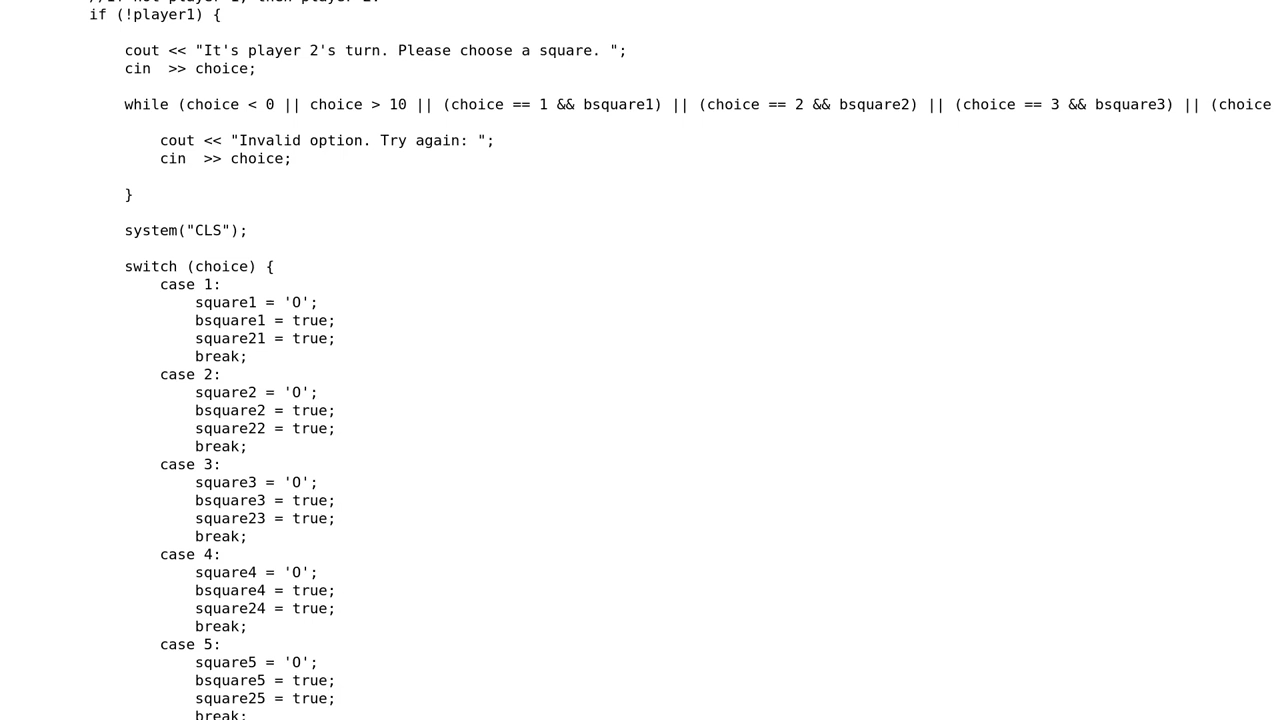 if (!player1) {
cout << "It's player 2's turn. Please choose a square. ";
cin  >> choice;
while (choice < 0 || choice > 10 || (choice == 1 && bsquare1) || (choice == 2 && bsquare2) || (choice == 3 && bsquare3) || (choice
cout << "Invalid option. Try again: ";
cin  >> choice;
}
system("CLS");
switch (choice) {
case 1:
square1 = 'O';
bsquare1 = true;
square21 = true;
break;
case 2:
square2 = 'O';
bsquare2 = true;
square22 = true;
break;
case 3:
square3 = 'O';
bsquare3 = true;
square23 = true;
break;
case 4:
square4 = 'O';
bsquare4 = true;
square24 = true;
break;
case 5:
square5 = 'O';
bsquare5 = true;
square25 = true;
break;